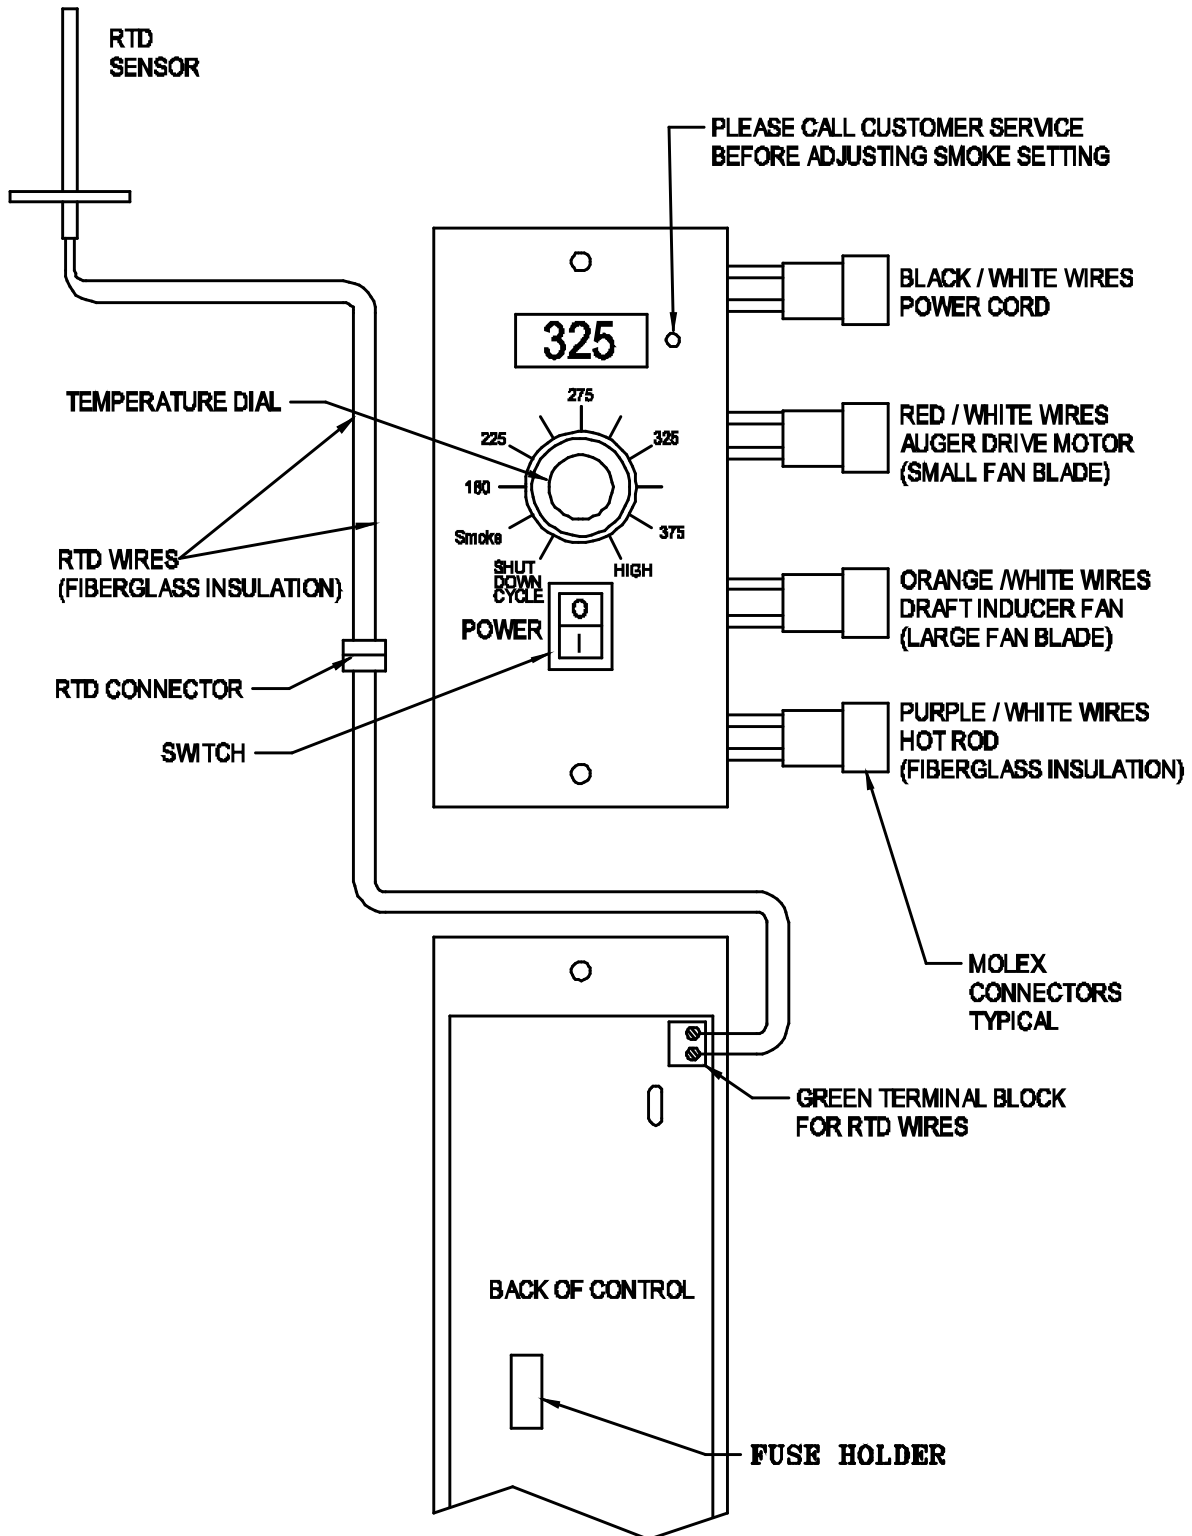 RTD
SENSOR
PLEASE CALL CUSTOMER SERVICE
BEFORE ADJUSTING SMOKE SETTING
BLACK / WHITE WIRES
POWER CORD
325
TEMPERATURE DIAL
275
225
325
180
375
Smoke
SHUT
DOWN
CYCLE
HIGH
RED / WHITE WIRES
AUGER DRIVE MOTOR
(SMALL FAN BLADE)
RTD WIRES
(FIBERGLASS INSULATION)
ORANGE /WHITE WIRES
DRAFT INDUCER FAN
(LARGE FAN BLADE)
POWER
O
I
RTD CONNECTOR
SWITCH
PURPLE / WHITE WIRES
HOT ROD
(FIBERGLASS INSULATION)
MOLEX
CONNECTORS
TYPICAL
GREEN TERMINAL BLOCK
FOR RTD WIRES
BACK OF CONTROL
FUSE HOLDER